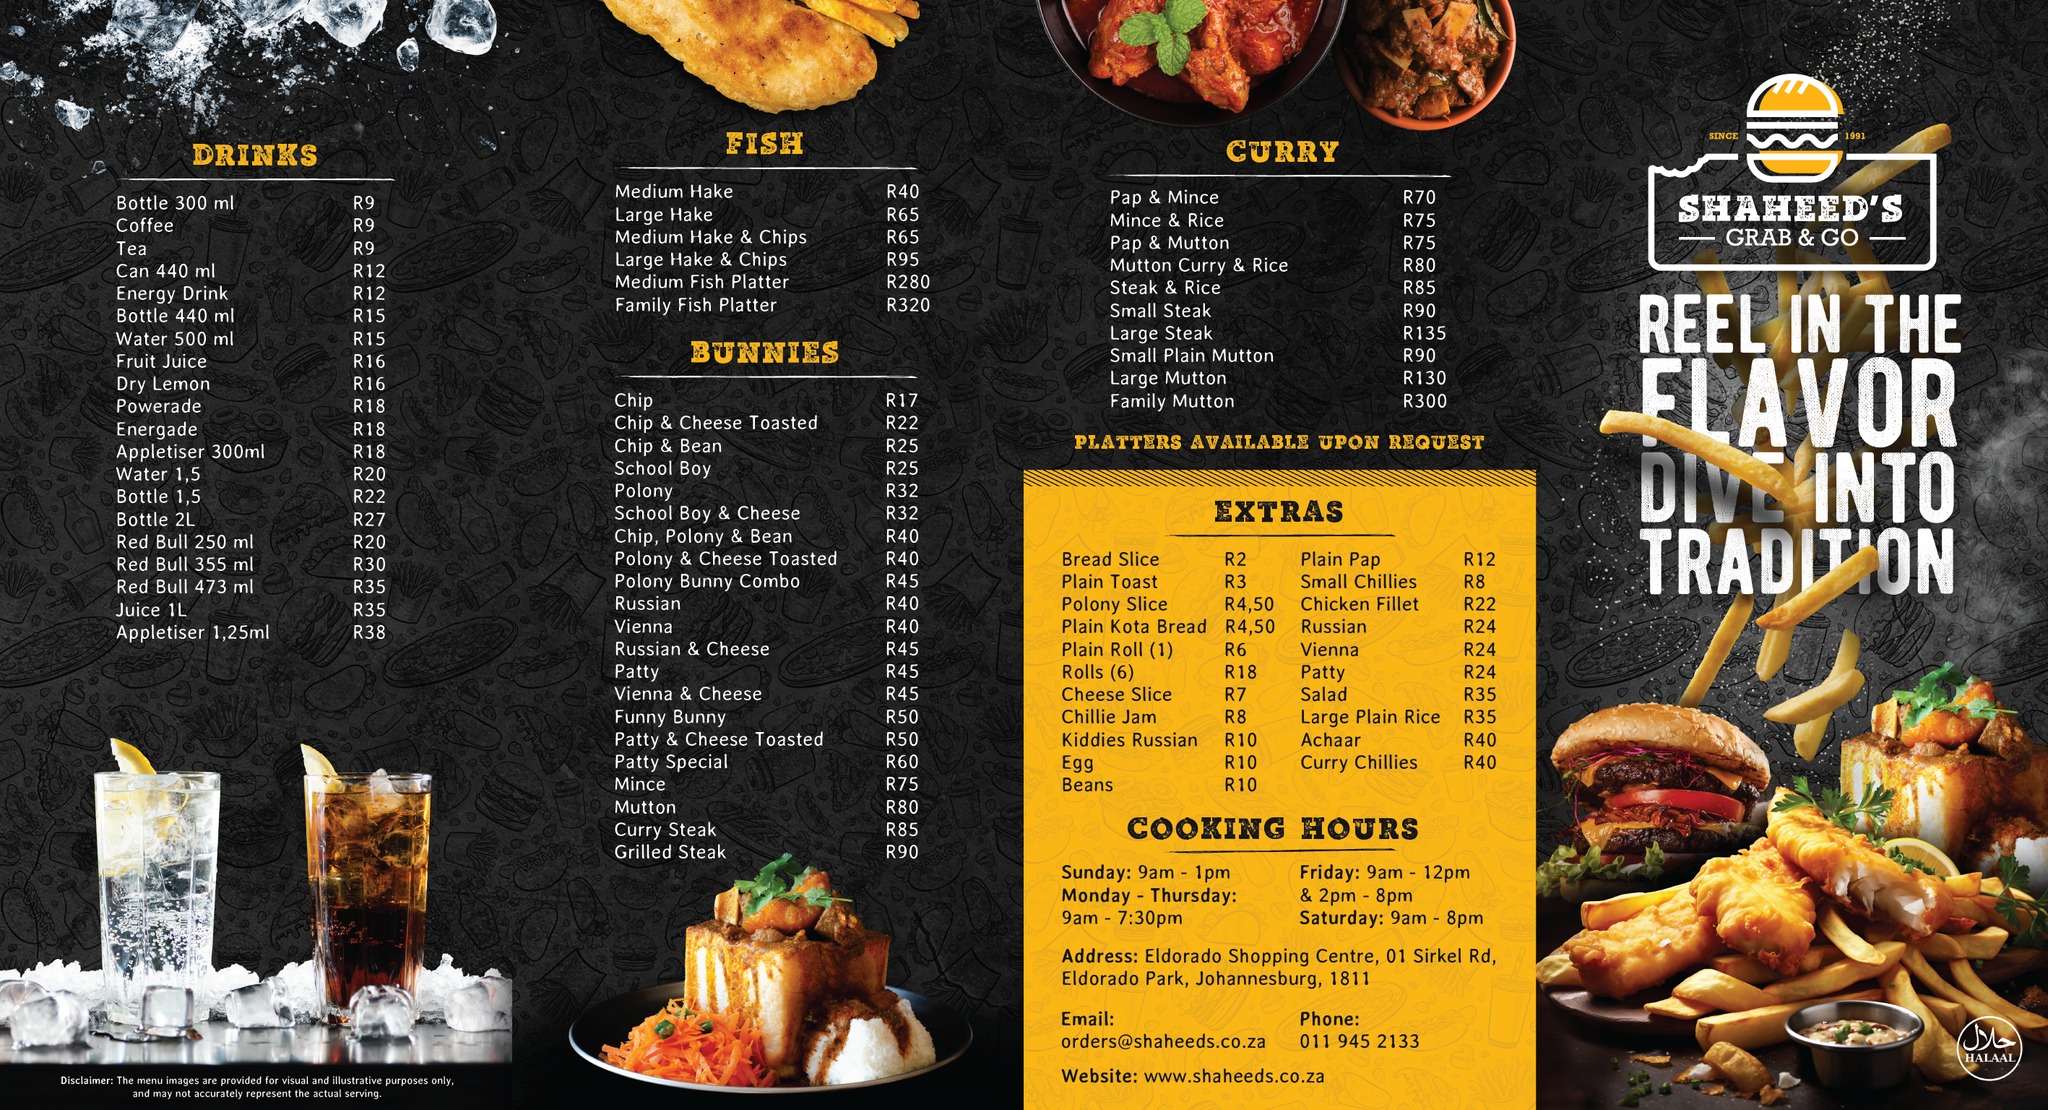 DRINKS
Bottle 300 ml R9
Coffee R9
Tea R9
Can 440 ml R12
Energy Drink R12
Bottle 440 ml R15
Water 500 ml R15
Fruit Juice R16
Dry Lemon R16
Powerade R18
Energade R18
Appletiser 300ml R18
Water 1,5 R20
Bottle 1,5 R22
Bottle 2L R27
Red Bull 250 ml R20
Red Bull 355 ml R30
Red Bull 473 ml R35
Juice 1L R35
Appletiser 1,25ml R38
Disclaimer: The menu images are provided for visual and illustrative purposes only,
and may not accurately represent the actual serving.
FISH
Medium Hake R40
Large Hake R65
Medium Hake & Chips R65
Large Hake & Chips R95
Medium Fish Platter R280
Family Fish Platter R320
BUNNIES
Chip R17
Chip & Cheese Toasted R22
Chip & Bean R25
School Boy R25
Polony R32
School Boy & Cheese R32
Chip, Polony & Bean R40
Polony & Cheese Toasted R40
Polony Bunny Combo R45
Russian R40
Vienna R40
Russian & Cheese R45
Patty R45
Vienna & Cheese R45
Funny Bunny R50
Patty & Cheese Toasted R50
Patty Special R60
Mince R75
Mutton R80
Curry Steak R85
Grilled Steak R90
CURRY
Pap & Mince R70
Mince & Rice R75
Pap & Mutton R75
Mutton Curry & Rice R80
Steak & Rice R85
Small Steak R90
Large Steak R135
Small Plain Mutton R90
Large Mutton R130
Family Mutton R300
PLATTERS AVAILABLE UPON REQUEST
EXTRAS
Bread Slice R2
Plain Toast R3
Polony Slice R4,50
Plain Kota Bread R4,50
Plain Roll (1) R6
Rolls (6) R18
Cheese Slice R7
Chillie Jam R8
Kiddies Russian R10
Egg R10
Beans R10
Plain Pap R12
Small Chillies R8
Chicken Fillet R22
Russian R24
Vienna R24
Patty R24
Salad R35
Large Plain Rice R35
Achaar R40
Curry Chillies R40
COOKING HOURS
Sunday: 9am - 1pm
Monday - Thursday:
9am - 7:30pm
Friday: 9am - 12pm
& 2pm - 8pm
Saturday: 9am - 8pm
Address: Eldorado Shopping Centre, 01 Sirkel Rd,
Eldorado Park, Johannesburg, 1811
Email:
orders@shaheeds.co.za
Phone:
011 945 2133
Website: www.shaheeds.co.za
SINCE 1991
SHAHEED'S
GRAB & GO
REEL IN THE
FLAVOR
DIVE INTO
TRADITION
حلال
HALAAL